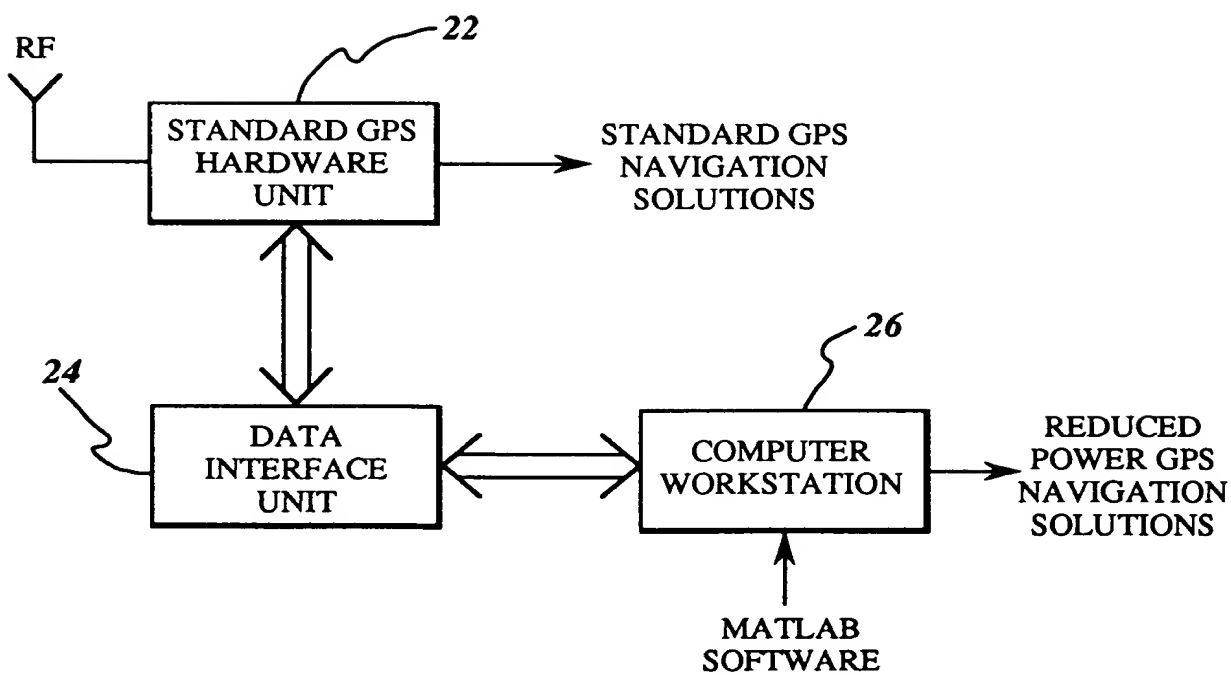 22
RF
STANDARD GPS
HARDWARE
UNIT
STANDARD GPS
NAVIGATION
SOLUTIONS
24
DATA
INTERFACE
UNIT
26
COMPUTER
WORKSTATION
REDUCED
POWER GPS
NAVIGATION
SOLUTIONS
MATLAB
SOFTWARE